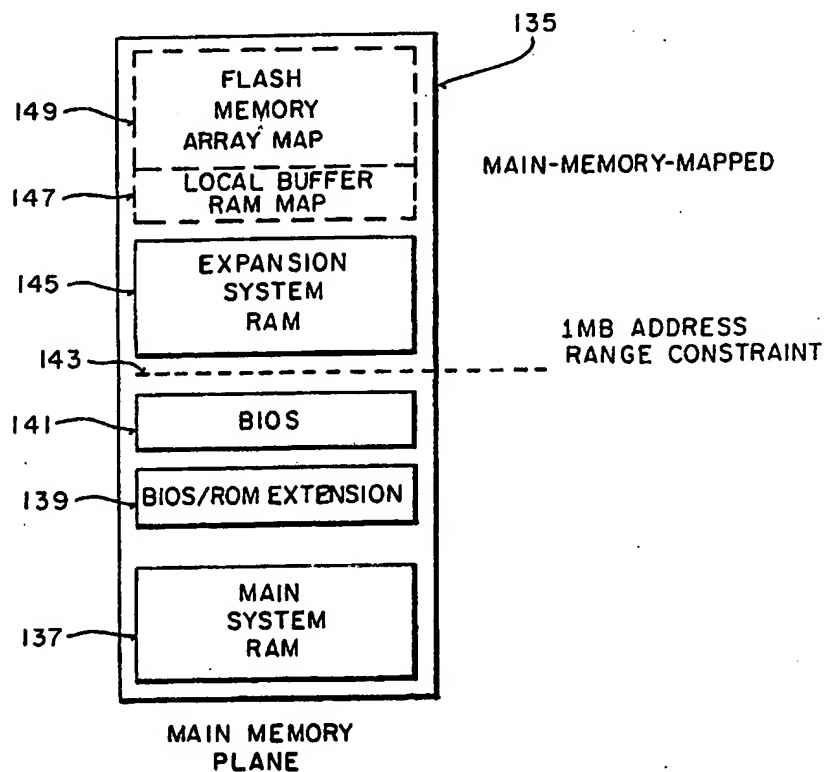 135
149
FLASH
MEMORY
ARRAY MAP
MAIN-MEMORY-MAPPED
147
LOCAL BUFFER
RAM MAP
145
EXPANSION
SYSTEM
RAM
143
1MB ADDRESS
RANGE CONSTRAINT
141
BIOS
139
BIOS/ROM EXTENSION
137
MAIN
SYSTEM
RAM
MAIN MEMORY
PLANE